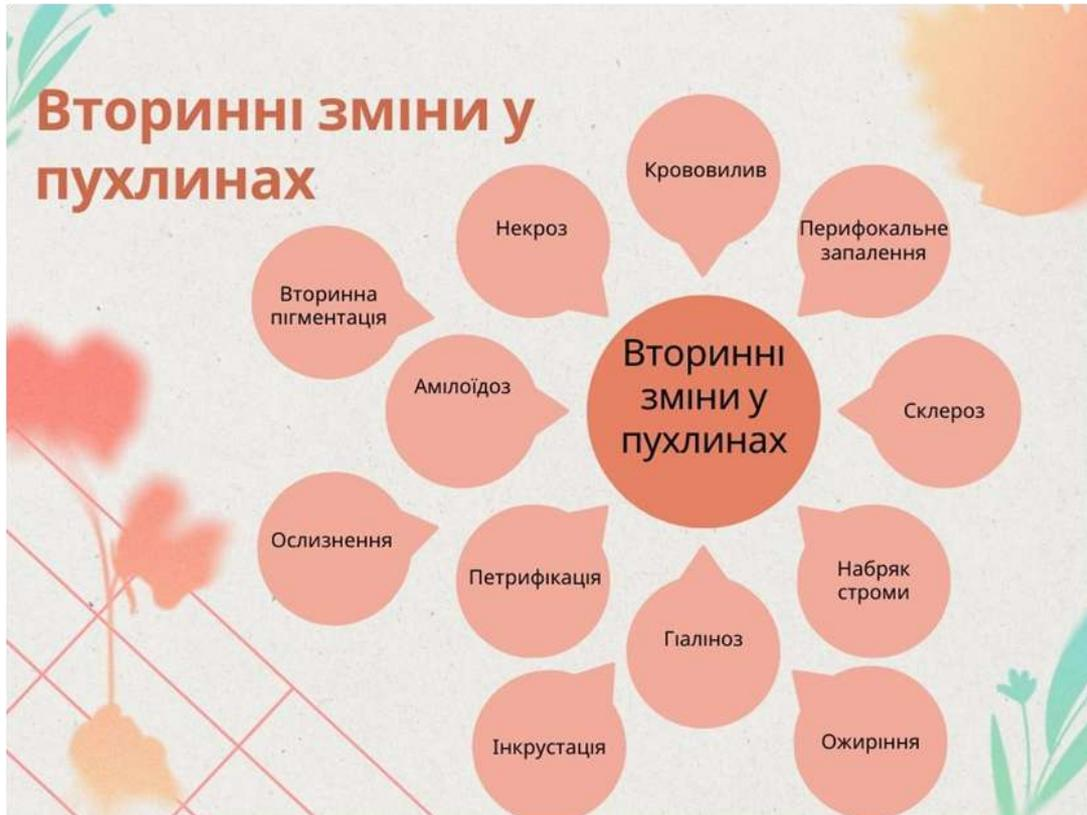 Вторинні зміни у
пухлинах
Крововилив
Некроз
Перифокальне
запалення
Вторинна
пігментація
Вторинні
зміни у
пухлинах
Амілоїдоз
Склероз
Ослизнення
Петрифікація
Набряк
строми
Гіаліноз
Інкрустація
Ожиріння